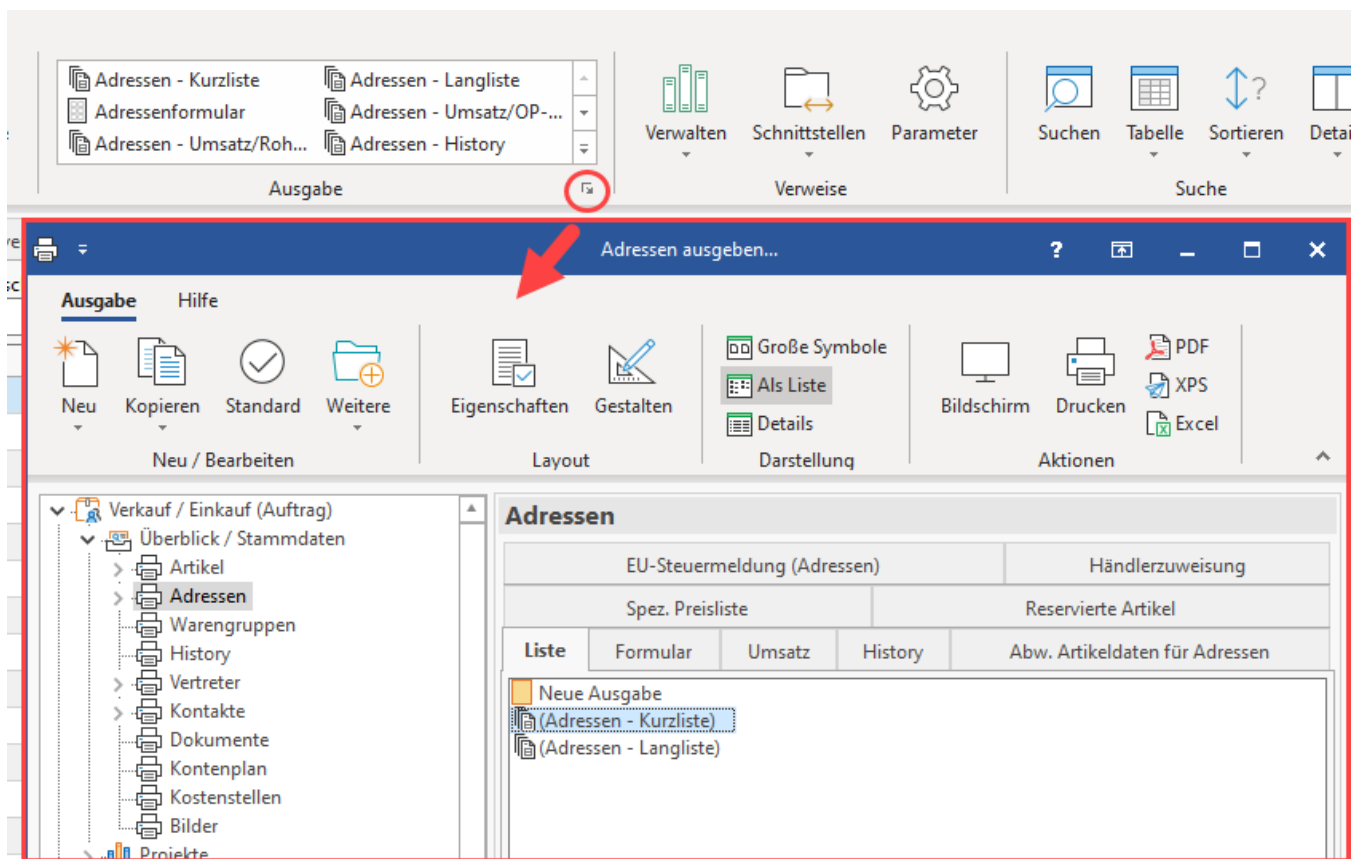 Adressen - Kurzliste Adressen - Langliste
Adressenformular Adressen - Umsatz/OP-...
Adressen - Umsatz/Roh... Adressen - History
Verwalten Schnittstellen Parameter Suchen Tabelle Sortieren Detai
Ausgabe Verweise Suche
Adressen ausgeben... ?
Ausgabe Hilfe
Neu Kopieren Standard Weitere Eigenschaften Gestalten
Große Symbole
Als Liste
Details
Bildschirm Drucken
PDF
XPS
Excel
Neu / Bearbeiten Layout Darstellung Aktionen
Verkauf / Einkauf (Auftrag)
Überblick / Stammdaten
Artikel
Adressen
Warengruppen
History
Vertreter
Kontakte
Dokumente
Kontenplan
Kostenstellen
Bilder
Projekte
Adressen
EU-Steuermeldung (Adressen) Händlerzuweisung
Spez. Preisliste Reservierte Artikel
Liste Formular Umsatz History Abw. Artikeldaten für Adressen
Neue Ausgabe
(Adressen - Kurzliste)
(Adressen - Langliste)